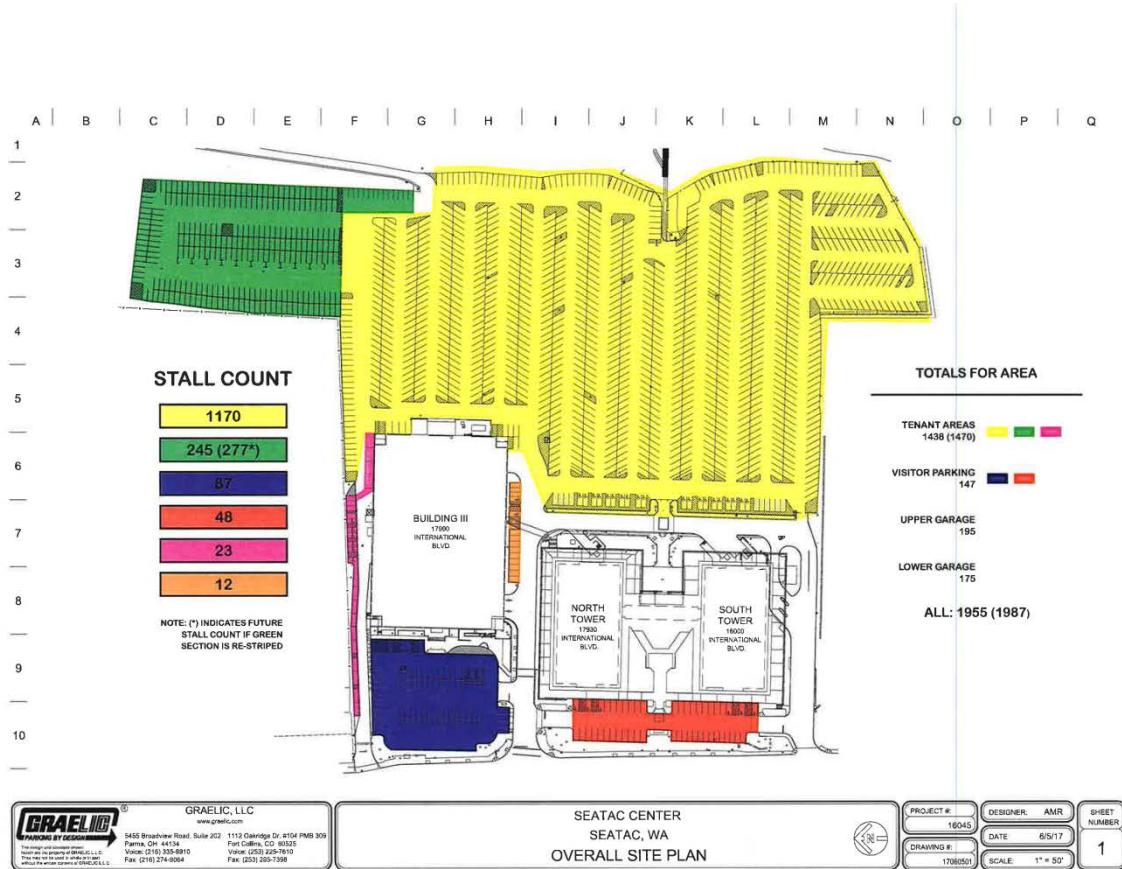 A B C D E F G H I J K L M N O P Q
1
2
3
4
5
6
7
8
9
10
STALL COUNT
1170
245 (277*)
87
48
23
12
NOTE: (*) INDICATES FUTURE
STALL COUNT IF GREEN
SECTION IS RE-STRIPED
BUILDING III
17900
INTERNATIONAL
BLVD.
NORTH
TOWER
17930
INTERNATIONAL
BLVD.
SOUTH
TOWER
18000
INTERNATIONAL
BLVD.
TOTALS FOR AREA
TENANT AREAS
1438 (1470)
VISITOR PARKING
147
UPPER GARAGE
195
LOWER GARAGE
175
ALL: 1955 (1987)
GRAELIC
PARKING BY DESIGN
GRAELIC, LLC
www.graelic.com
5455 Broadview Road, Suite 202
Parma, OH 44134
Voice: (216) 335-9910
Fax: (216) 274-9064
1112 Oakridge Dr. #104 PMB 309
Fort Collins, CO 80525
Voice: (253) 225-7610
Fax: (253) 285-7398
SEATAC CENTER
SEATAC, WA
OVERALL SITE PLAN
PROJECT #:
16045
DRAWING #:
17060501
DESIGNER: AMR
DATE 6/5/17
SCALE: 1" = 50'
SHEET
NUMBER
1